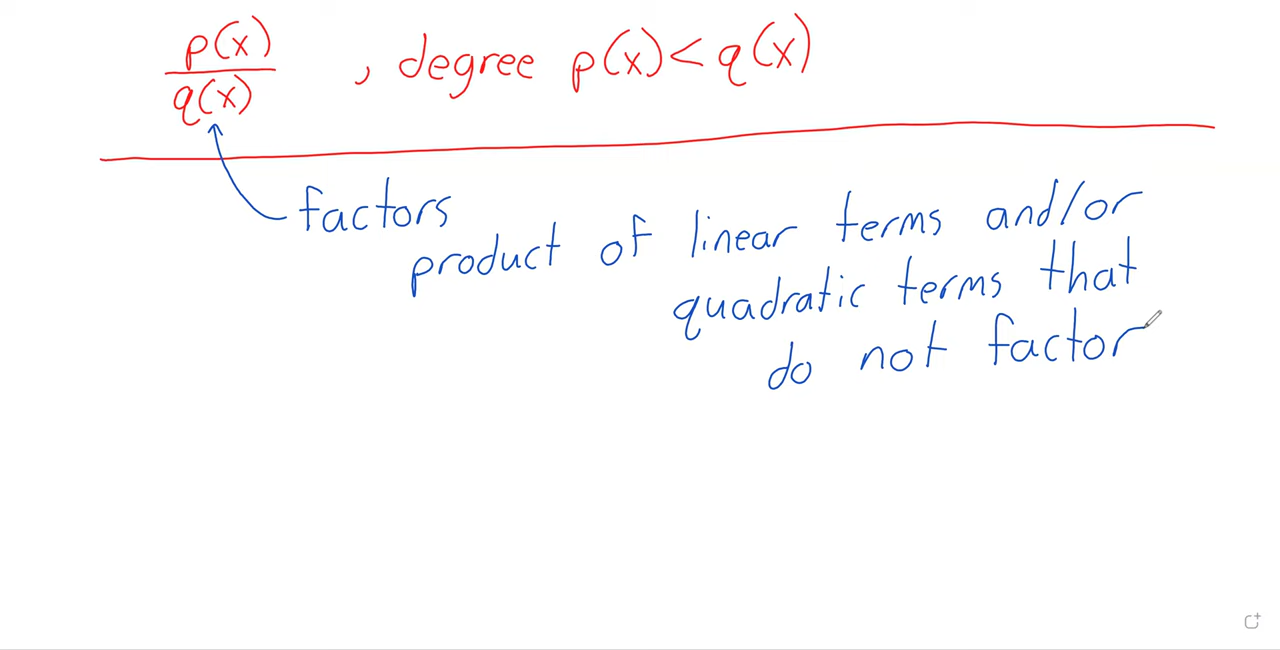 p(x)
q(x)
, degree p(x) < q(x)
factors
product of linear terms and/or
quadratic terms that
do not factor